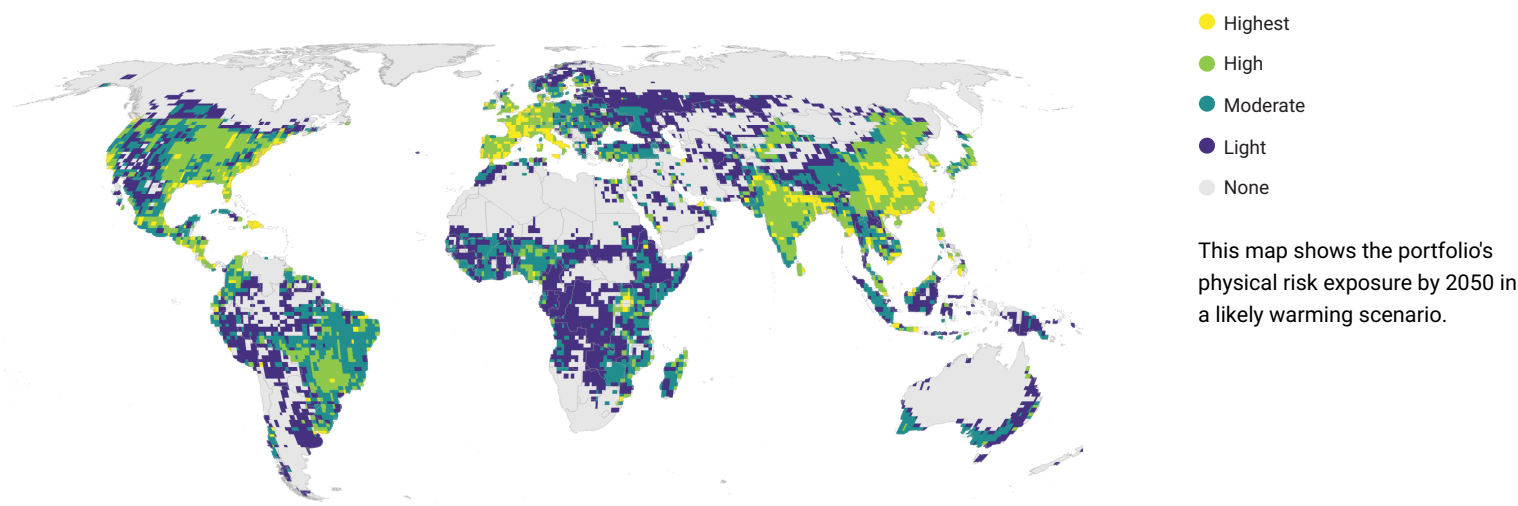 Highest
High
Moderate
Light
None
This map shows the portfolio's
physical risk exposure by 2050 in
a likely warming scenario.